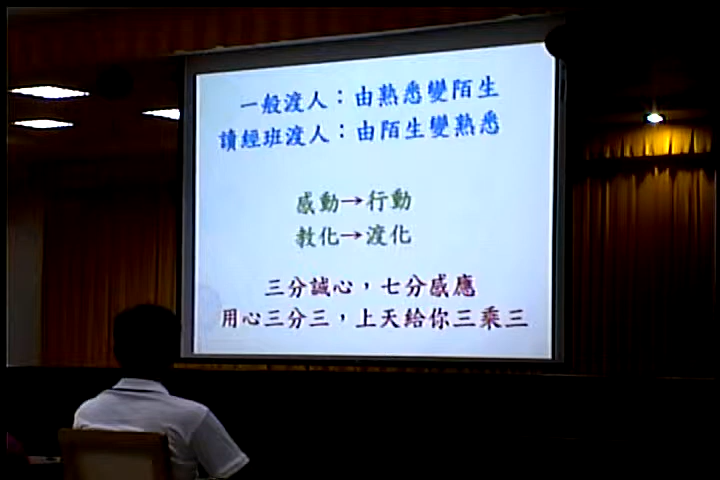 一般渡人：由熟悉變陌生
讀經班渡人：由陌生變熟悉
感動→行動
教化→渡化
三分誠心，七分感應
用心三分三，上天給你三乘三